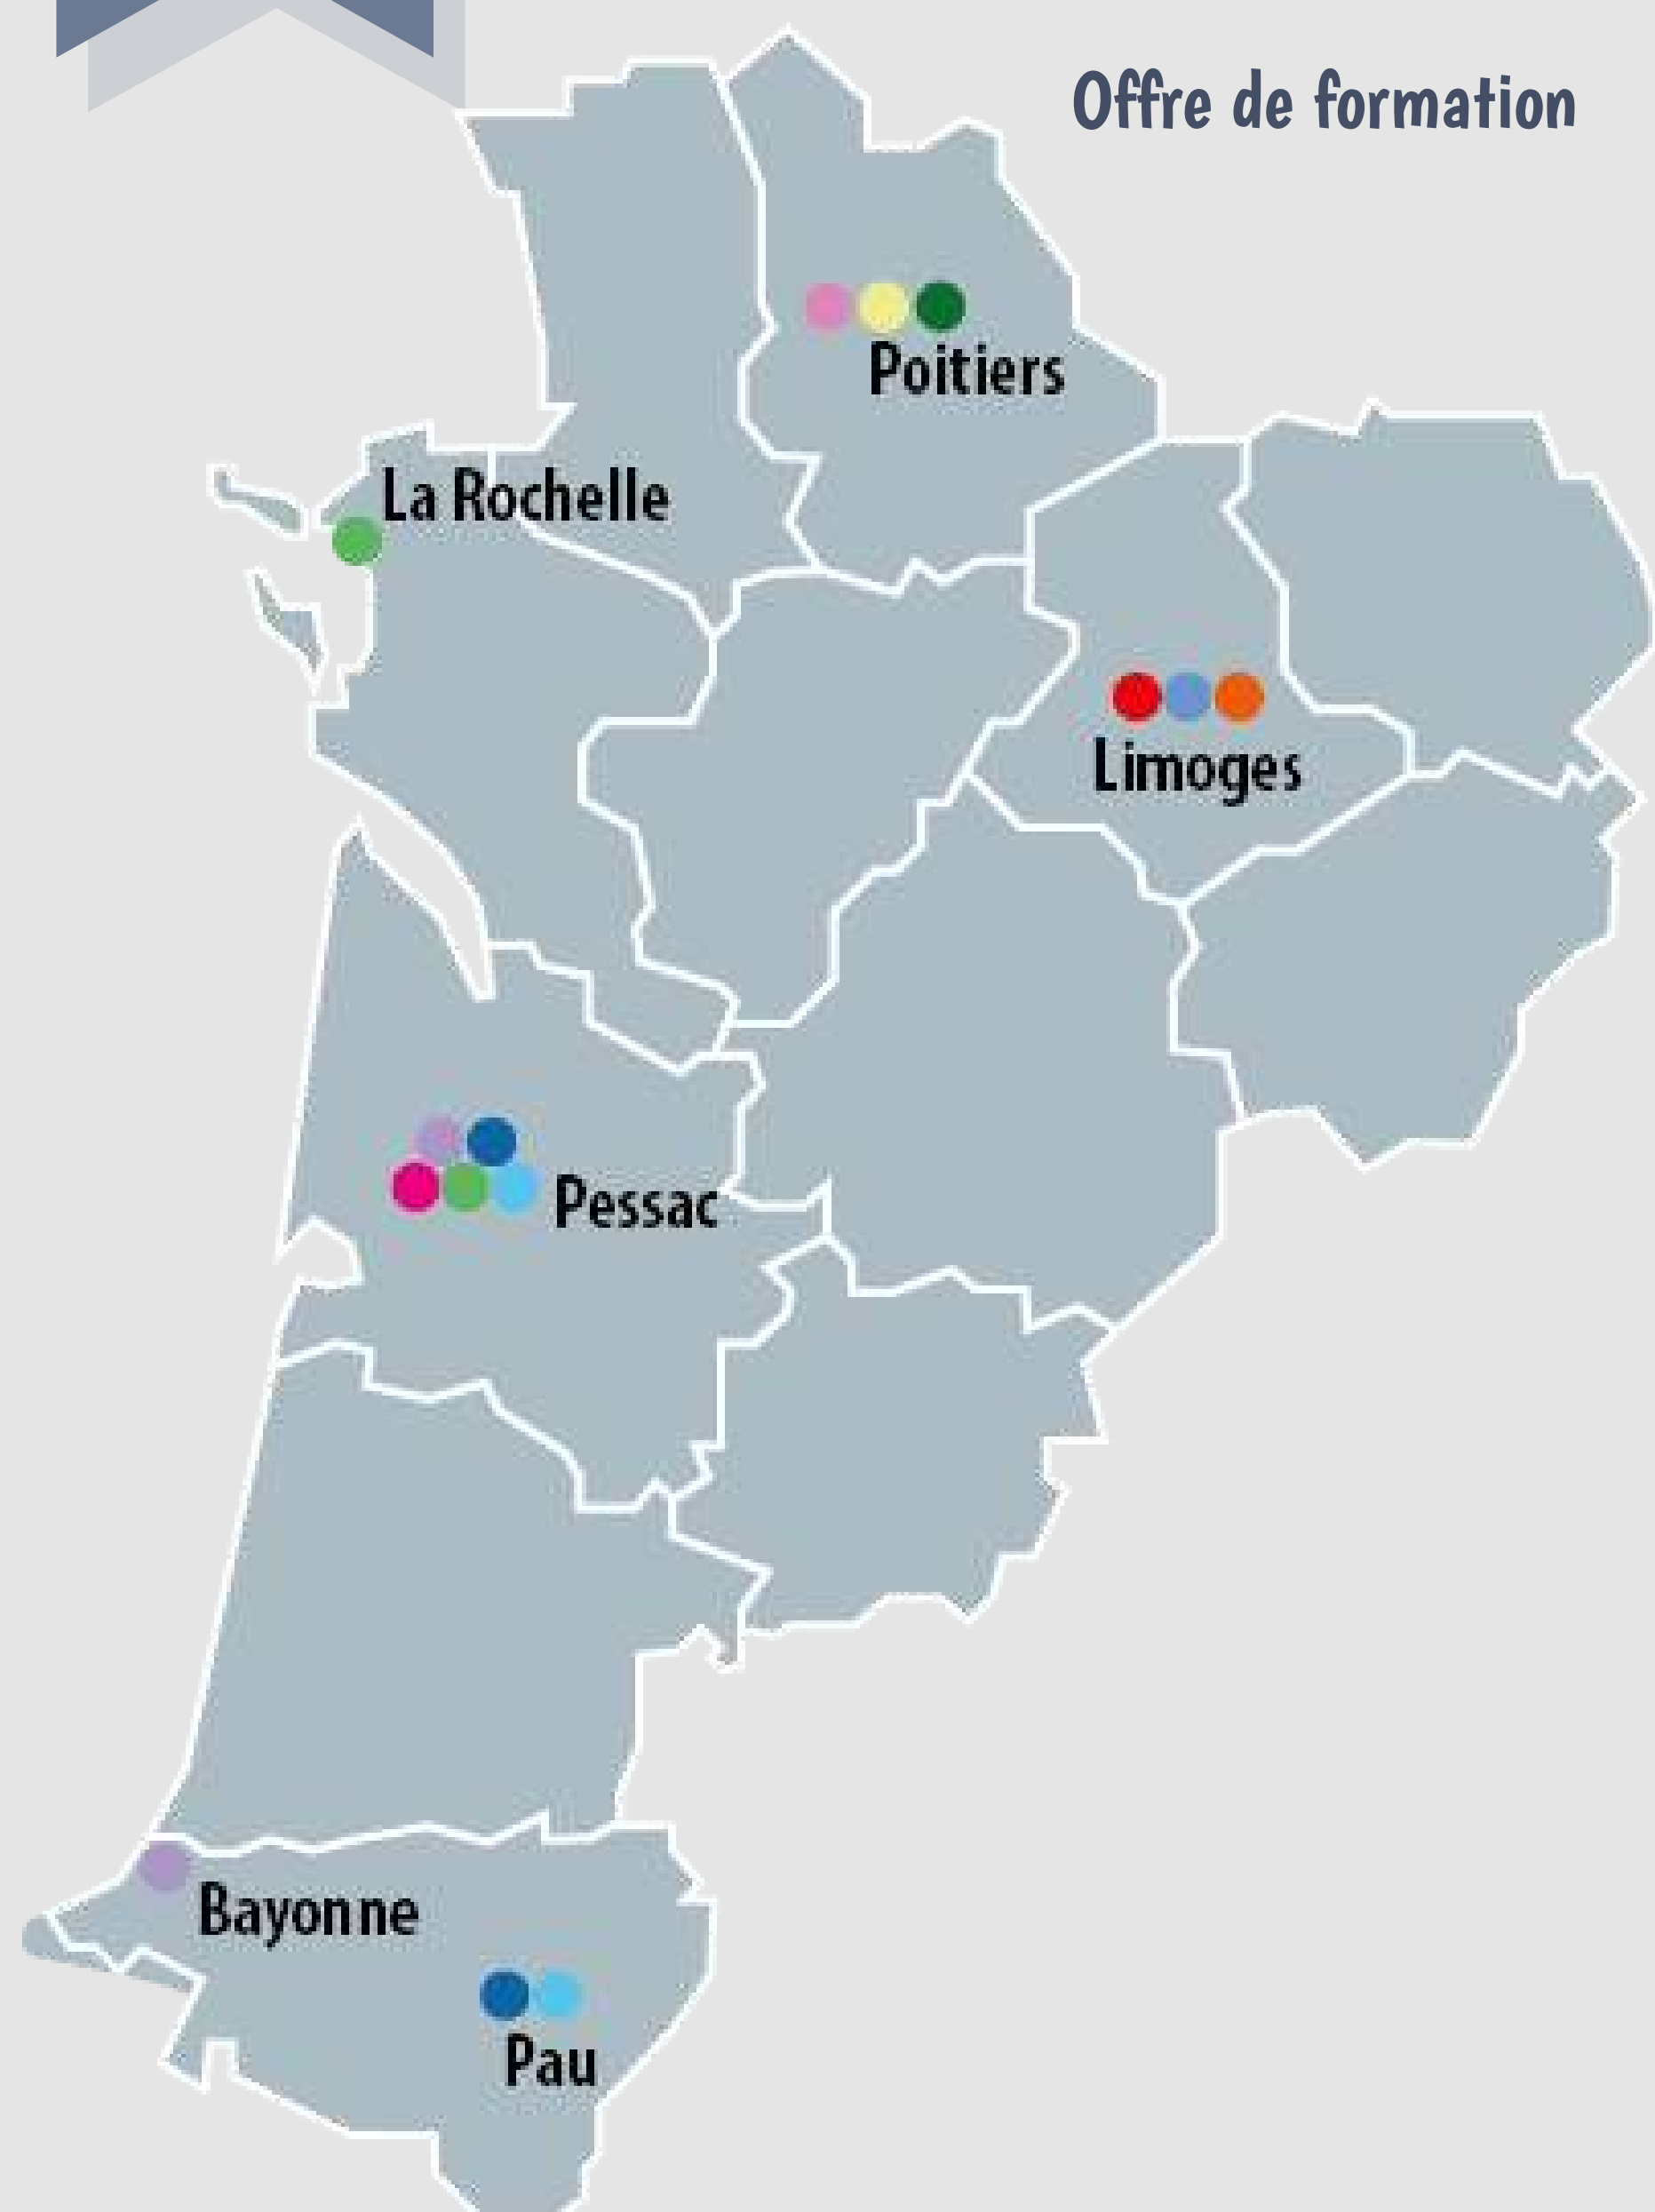 Offre de formation
Poitiers
La Rochelle
Limoges
Pessac
Bayonne
Pau